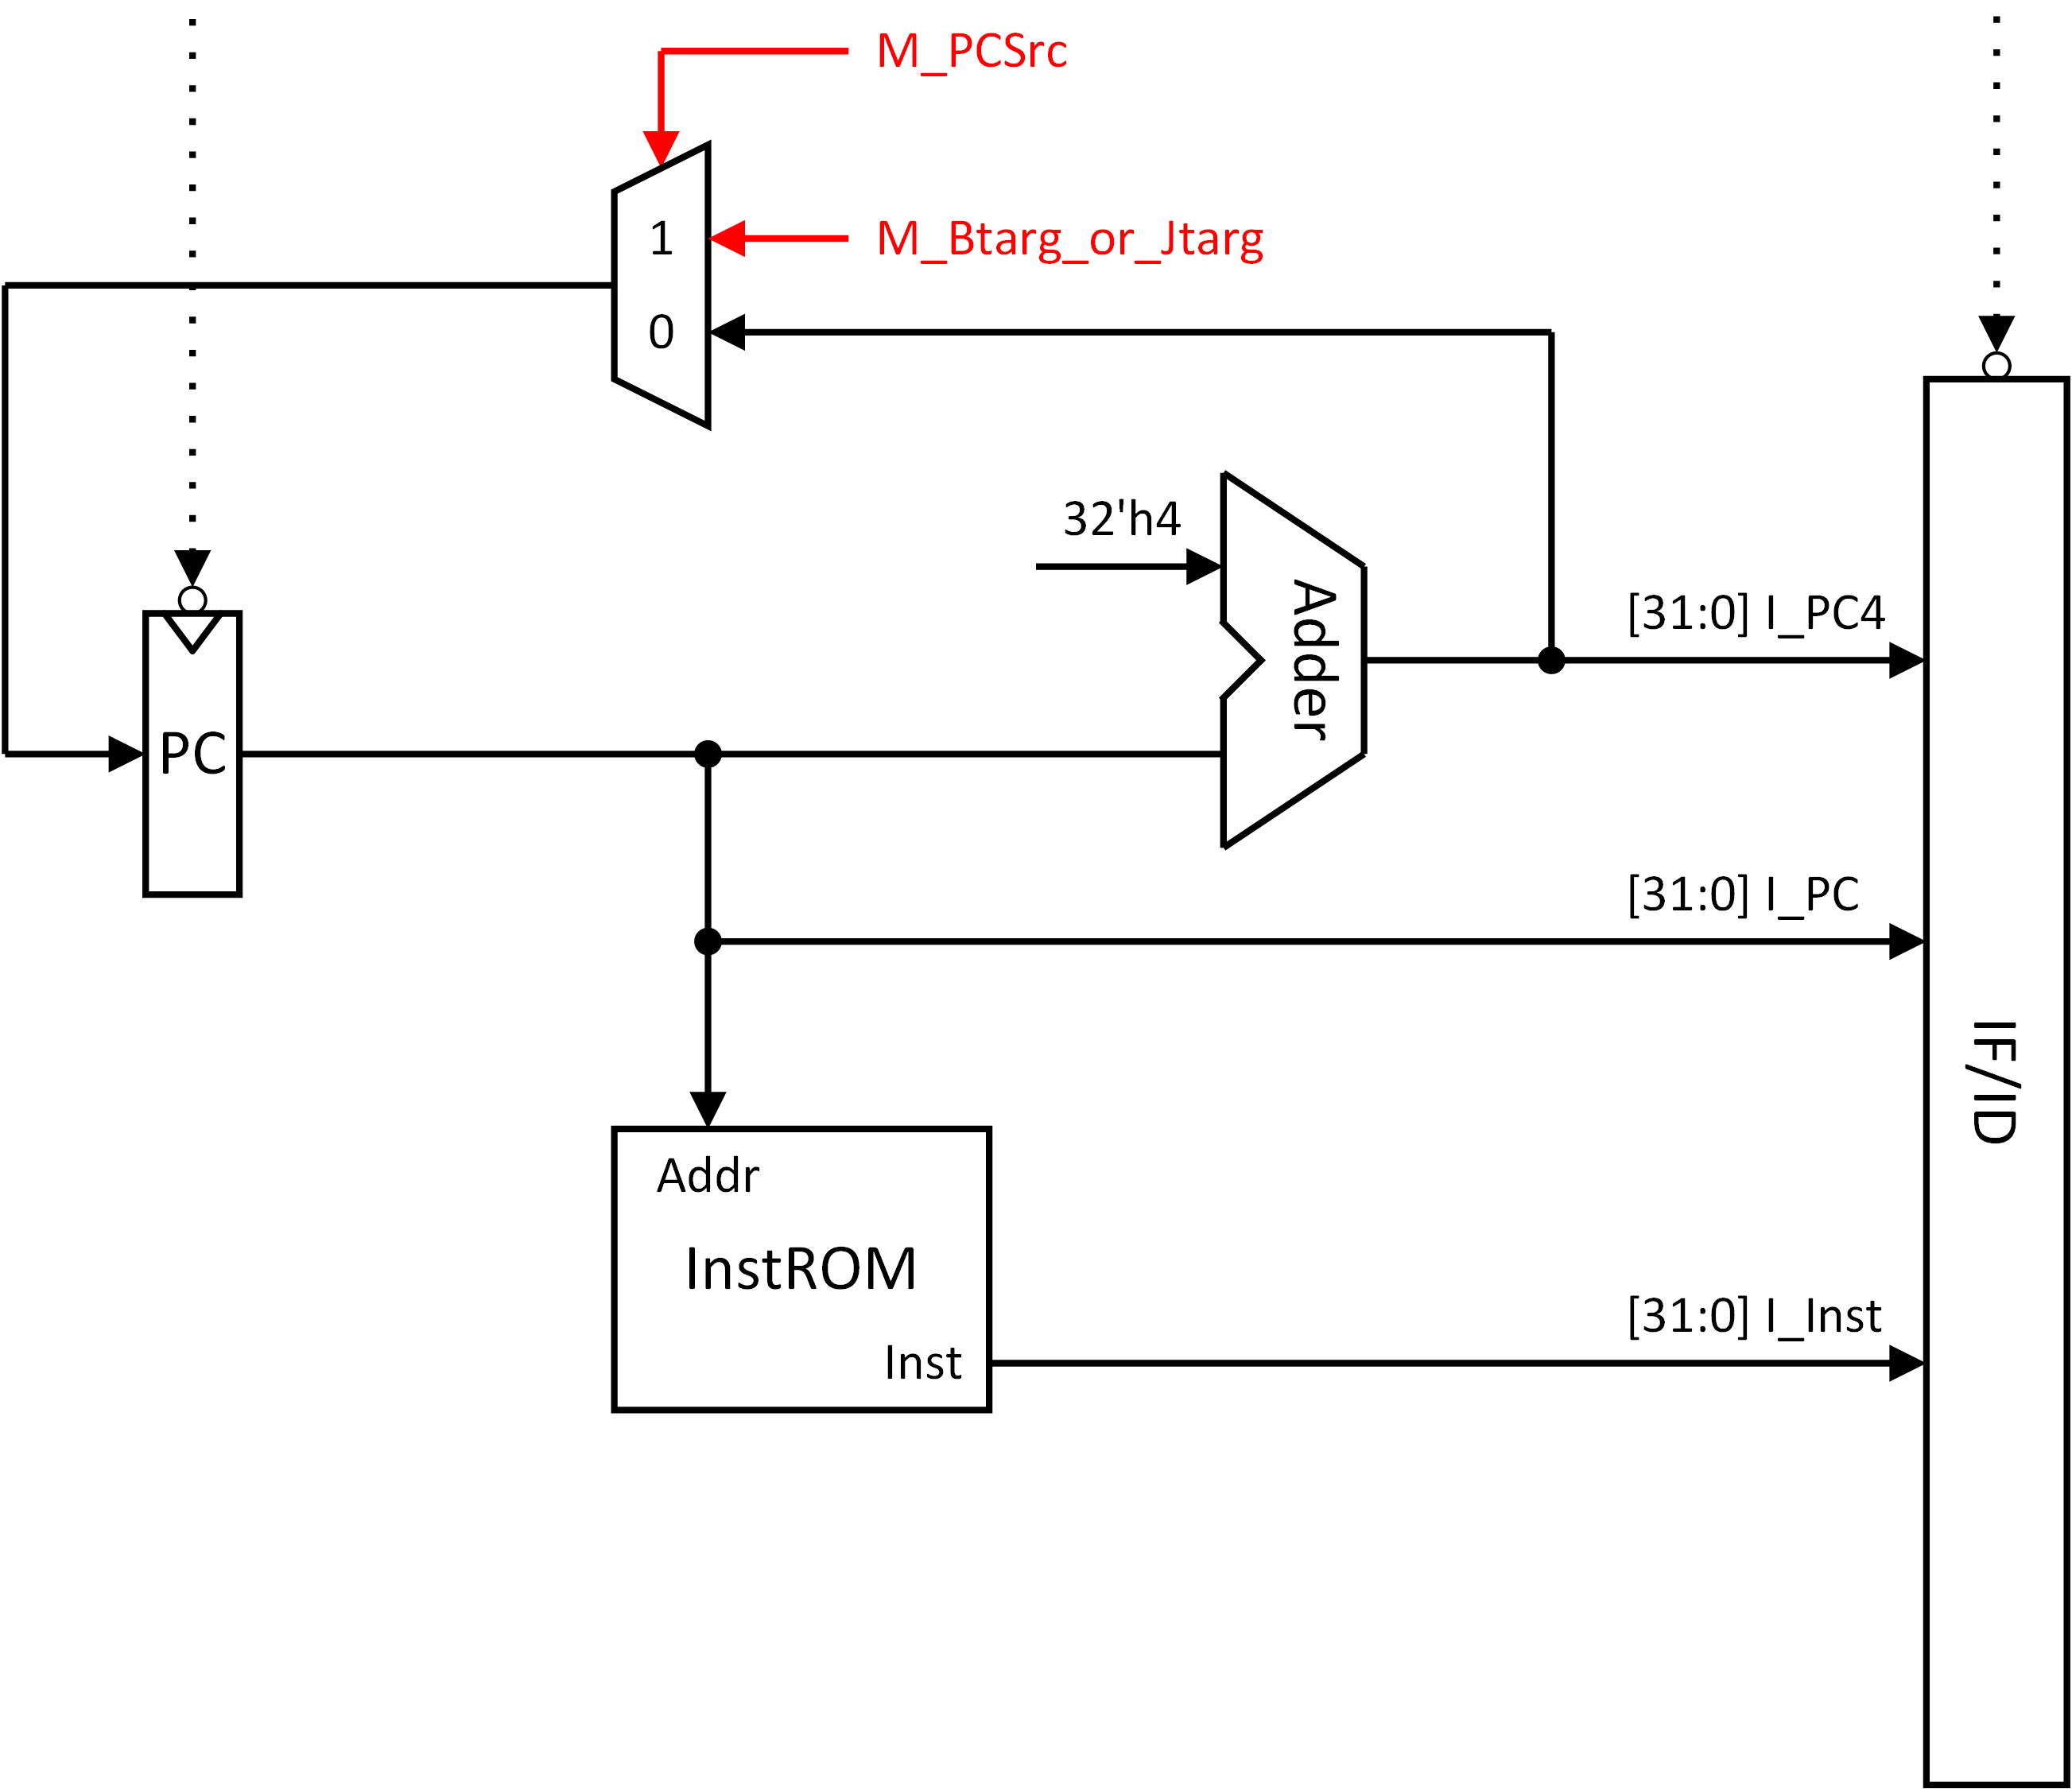 M_PCSrc
1
M_Btarg_or_Jtarg
0
32'h4
Adder
[31:0] I_PC4
PC
[31:0] I_PC
IF/ID
Addr
InstROM
[31:0] I_Inst
Inst